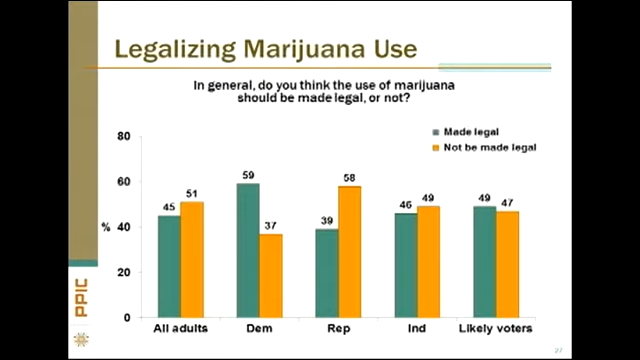 Legalizing Marijuana Use
In general, do you think the use of marijuana
should be made legal, or not?
Made legal
Not be made legal
80
60
40
20
0
%
45
51
59
37
39
58
46
49
49
47
All adults
Dem
Rep
Ind
Likely voters
PPIC
27